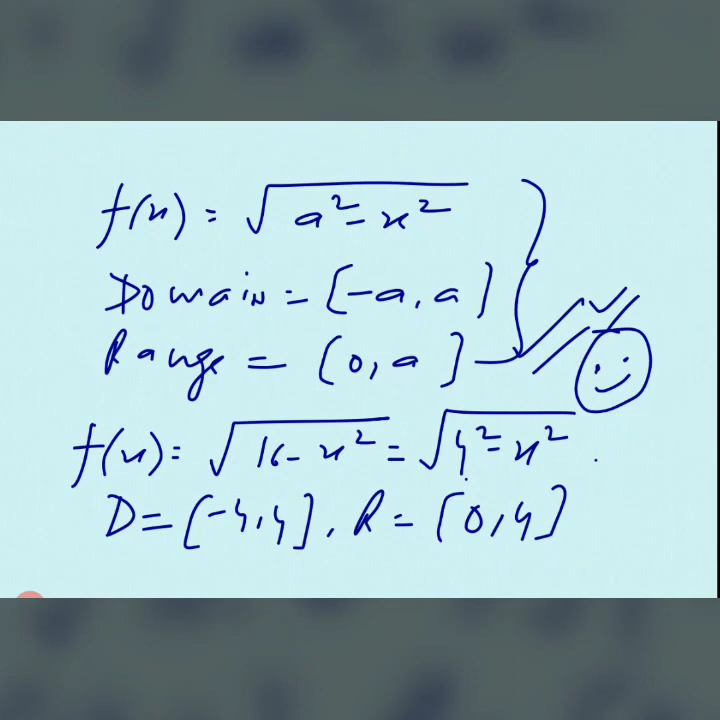 f(x) = √(a² - x²)
Domain = [-a, a]
Range = [0, a]
f(x) = √(16 - x²) = √(4² - x²).
D = [-4, 4], R = [0, 4]